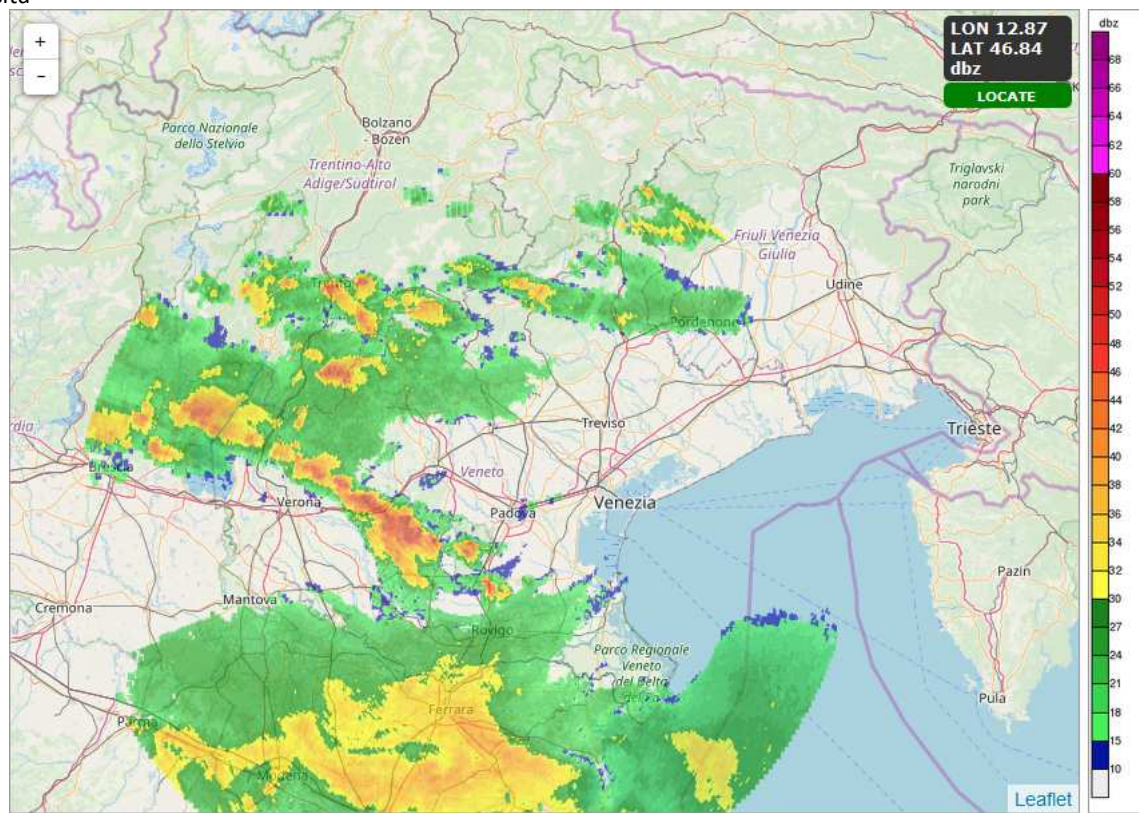 +
−
LON 12.87
LAT 46.84
dbz
LOCATE
Parco Nazionale
dello Stelvio
Bolzano
- Bozen
Trentino-Alto
Adige/Südtirol
Triglavski
narodni
park
Friuli Venezia
Giulia
Udine
Trento
Pordenone
Treviso
Trieste
Brescia
Veneto
Verona
Padova
Venezia
Pazin
Cremona
Mantova
Rovigo
Parco Regionale
Veneto
del Delta
Pula
Ferrara
Parma
Modena
Leaflet
dbz
68
66
64
62
60
58
56
54
52
50
48
46
44
42
40
38
36
34
32
30
27
24
21
18
15
10